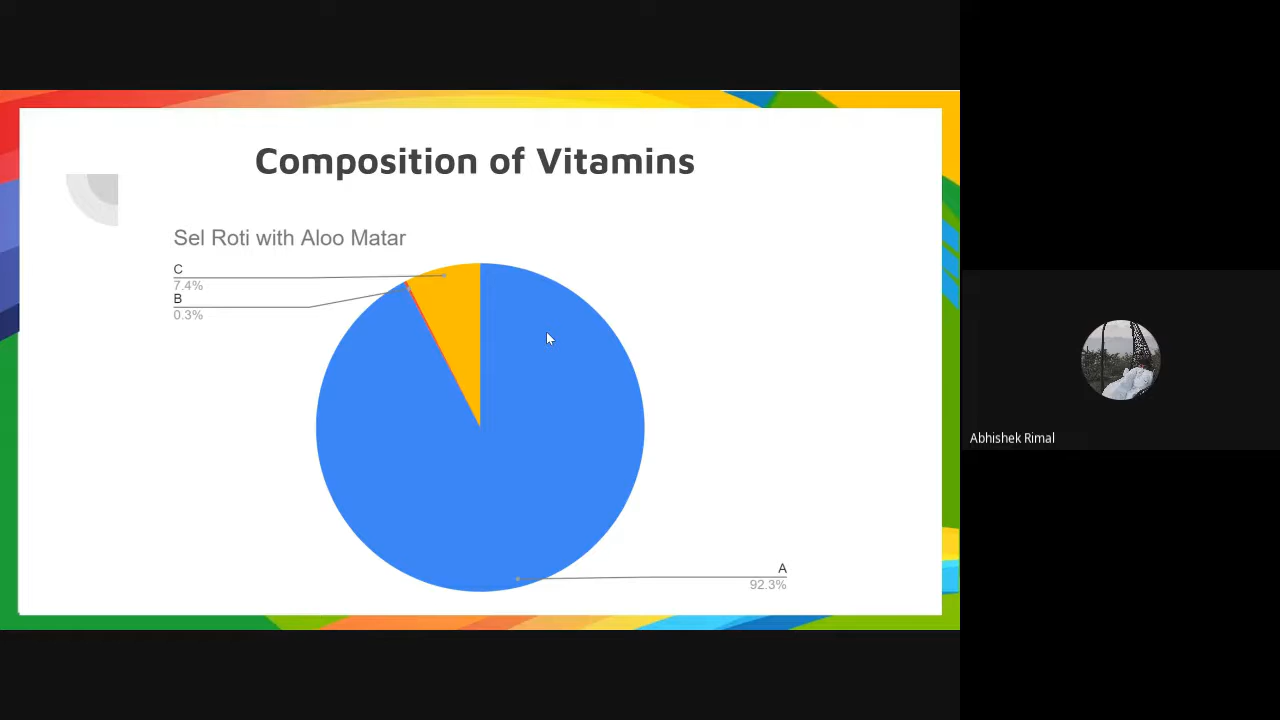 Composition of Vitamins
Sel Roti with Aloo Matar
C
7.4%
B
0.3%
A
92.3%
Abhishek Rimal